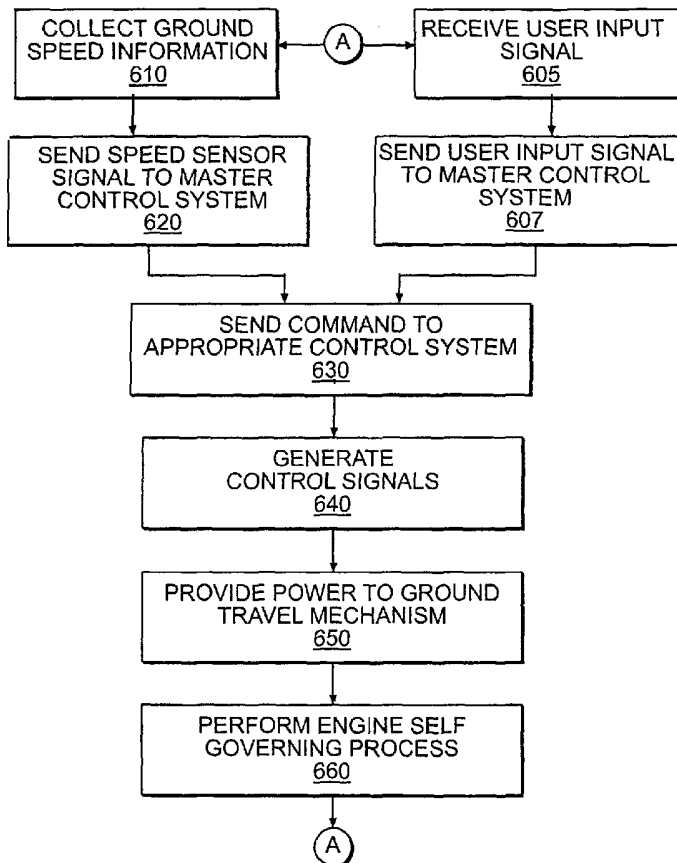 COLLECT GROUND
SPEED INFORMATION
610
A
RECEIVE USER INPUT
SIGNAL
605
SEND SPEED SENSOR
SIGNAL TO MASTER
CONTROL SYSTEM
620
SEND USER INPUT SIGNAL
TO MASTER CONTROL
SYSTEM
607
SEND COMMAND TO
APPROPRIATE CONTROL SYSTEM
630
GENERATE
CONTROL SIGNALS
640
PROVIDE POWER TO GROUND
TRAVEL MECHANISM
650
PERFORM ENGINE SELF
GOVERNING PROCESS
660
A